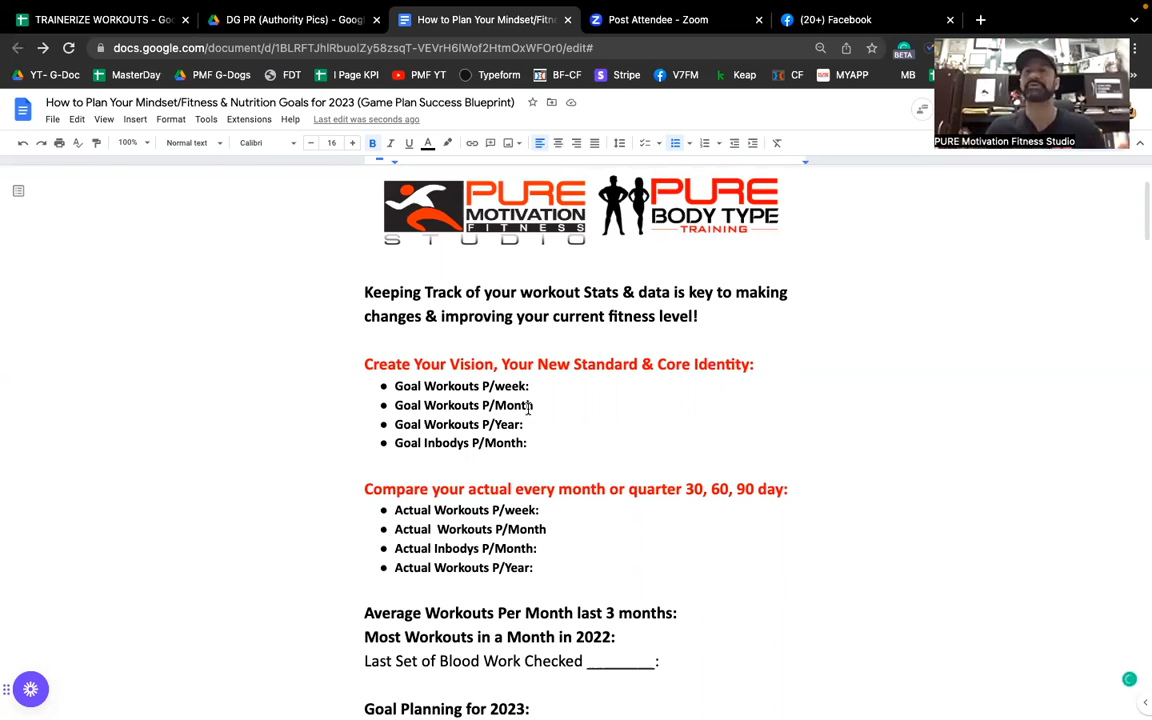 TRAINERIZE WORKOUTS - Goo
DG PR (Authority Pics) - Google
How to Plan Your Mindset/Fitne
Post Attendee - Zoom
(20+) Facebook
docs.google.com/document/d/1BLRFTJhlRbuolZy58zsqT-VEVrH6lWof2HtmOxWFOr0/edit#
BETA
YT- G-Doc
MasterDay
PMF G-Dogs
FDT
I Page KPI
PMF YT
Typeform
BF-CF
Stripe
V7FM
Keap
CF
MYAPP
MB
How to Plan Your Mindset/Fitness & Nutrition Goals for 2023 (Game Plan Success Blueprint)
File Edit View Insert Format Tools Extensions Help Last edit was seconds ago
PURE Motivation Fitness Studio
100% Normal text Calibri 16 B I U A
PURE
MOTIVATION
FITNESS
STUDIO
PURE
BODY TYPE
TRAINING
Keeping Track of your workout Stats & data is key to making
changes & improving your current fitness level!
Create Your Vision, Your New Standard & Core Identity:
● Goal Workouts P/week:
● Goal Workouts P/Month
● Goal Workouts P/Year:
● Goal Inbodys P/Month:
Compare your actual every month or quarter 30, 60, 90 day:
● Actual Workouts P/week:
● Actual  Workouts P/Month
● Actual Inbodys P/Month:
● Actual Workouts P/Year:
Average Workouts Per Month last 3 months:
Most Workouts in a Month in 2022:
Last Set of Blood Work Checked ________:
Goal Planning for 2023: